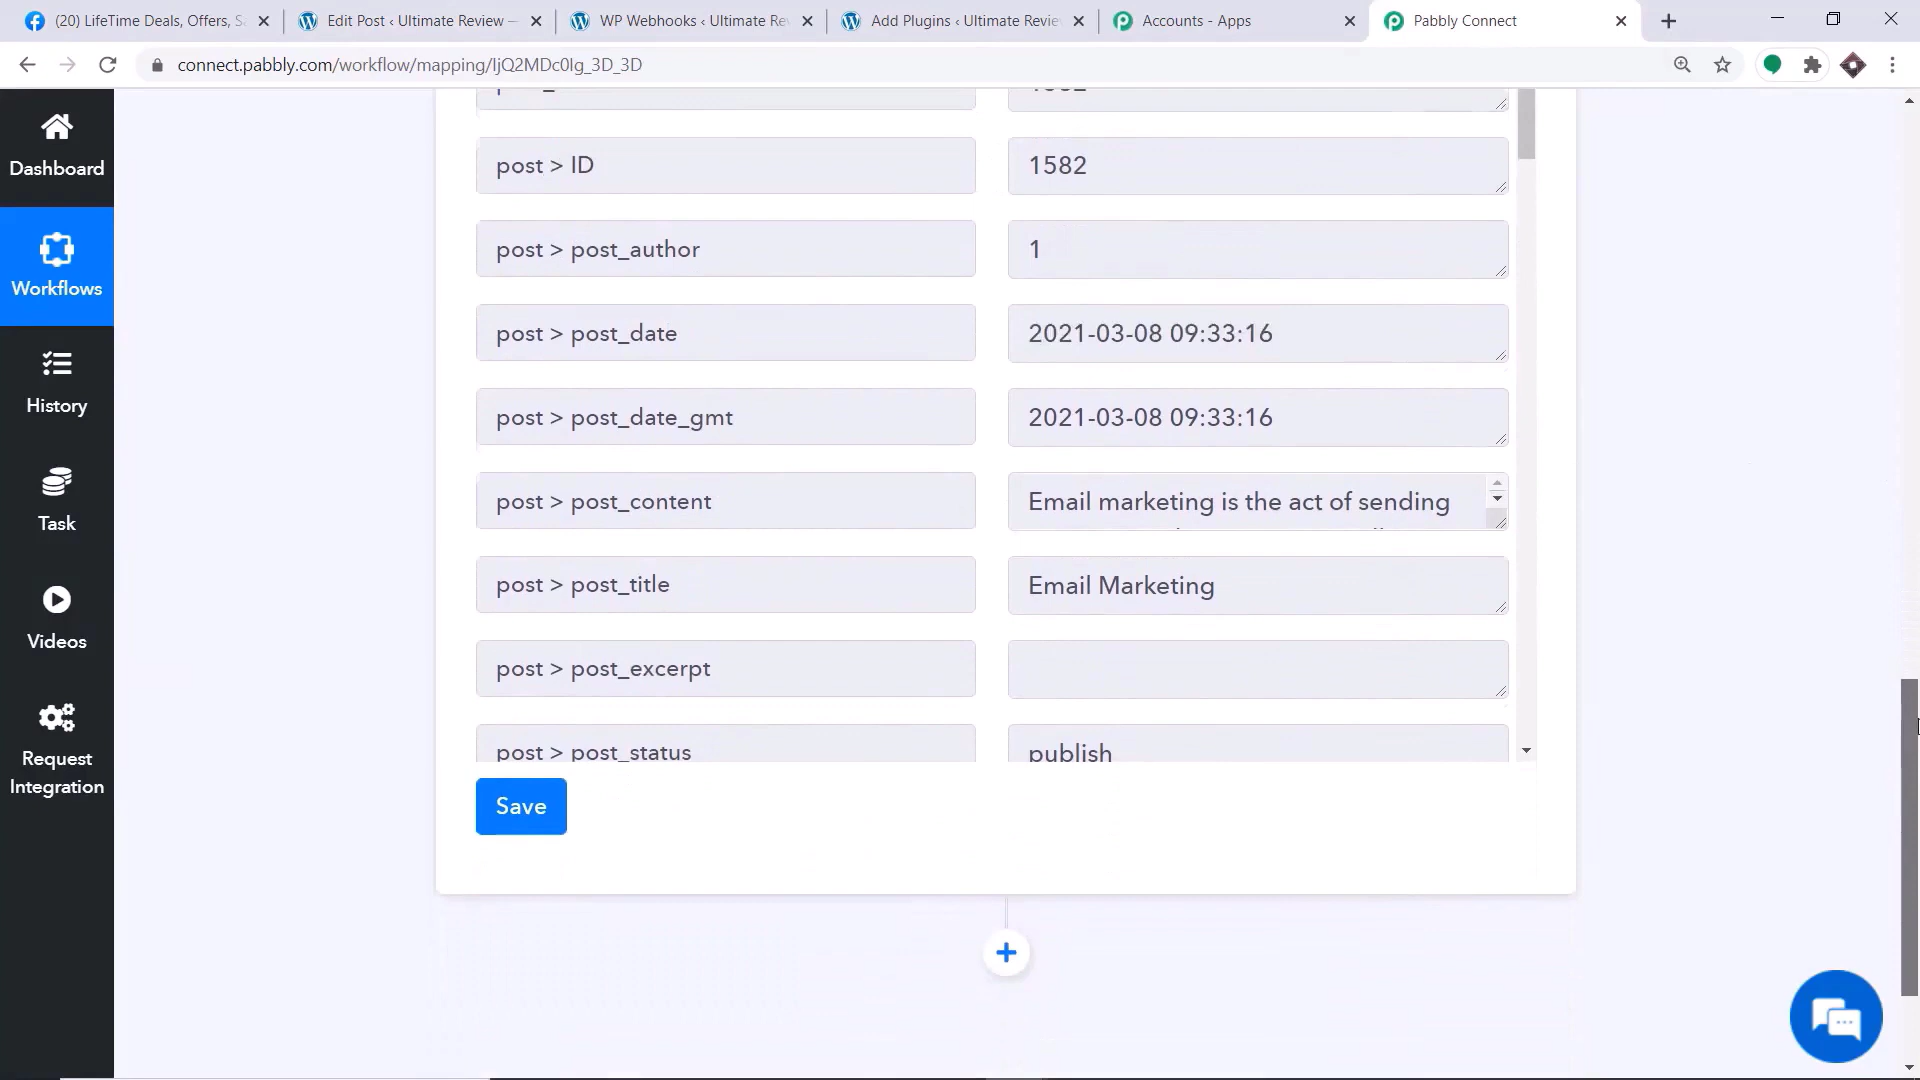 (20) LifeTime Deals, Offers, S
Edit Post ‹ Ultimate Review —
WP Webhooks ‹ Ultimate Re
Add Plugins ‹ Ultimate Revie
Accounts - Apps
Pabbly Connect
connect.pabbly.com/workflow/mapping/IjQ2MDc0Ig_3D_3D
Dashboard
Workflows
History
Task
Videos
Request
Integration
post > ID
1582
post > post_author
1
post > post_date
2021-03-08 09:33:16
post > post_date_gmt
2021-03-08 09:33:16
post > post_content
Email marketing is the act of sending
post > post_title
Email Marketing
post > post_excerpt
post > post_status
publish
Save